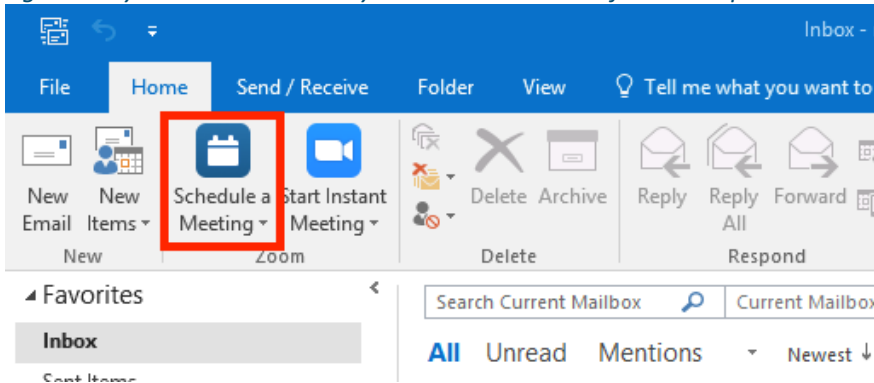 Inbox -
File Home Send / Receive Folder View Tell me what you want to
New Email
New Items
Schedule a Meeting
Start Instant Meeting
Delete
Archive
Reply
Reply All
Forward
New
Zoom
Delete
Respond
Favorites
Search Current Mailbox
Current Mailbox
Inbox
All Unread Mentions Newest
Sent Items